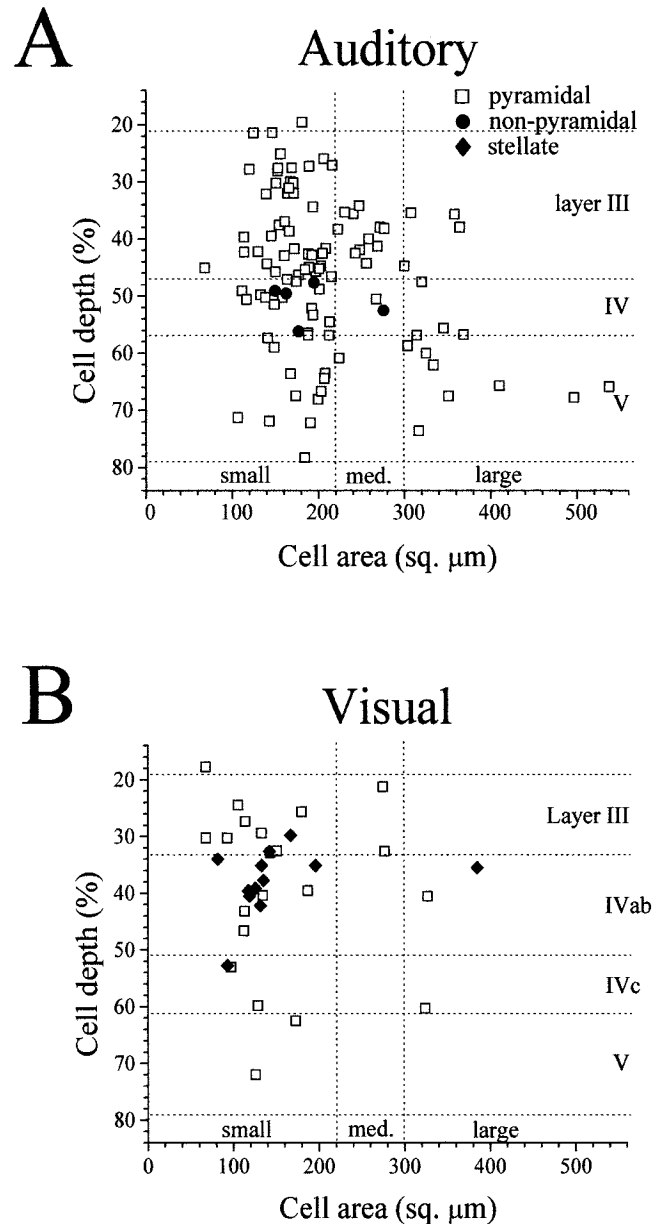 A
Auditory
pyramidal
non-pyramidal
stellate
20
30
40
50
60
70
80
Cell depth (%)
layer III
IV
V
small
med.
large
0
100
200
300
400
500
Cell area (sq. μm)
B
Visual
20
30
40
50
60
70
80
Cell depth (%)
Layer III
IVab
IVc
V
small
med.
large
0
100
200
300
400
500
Cell area (sq. μm)